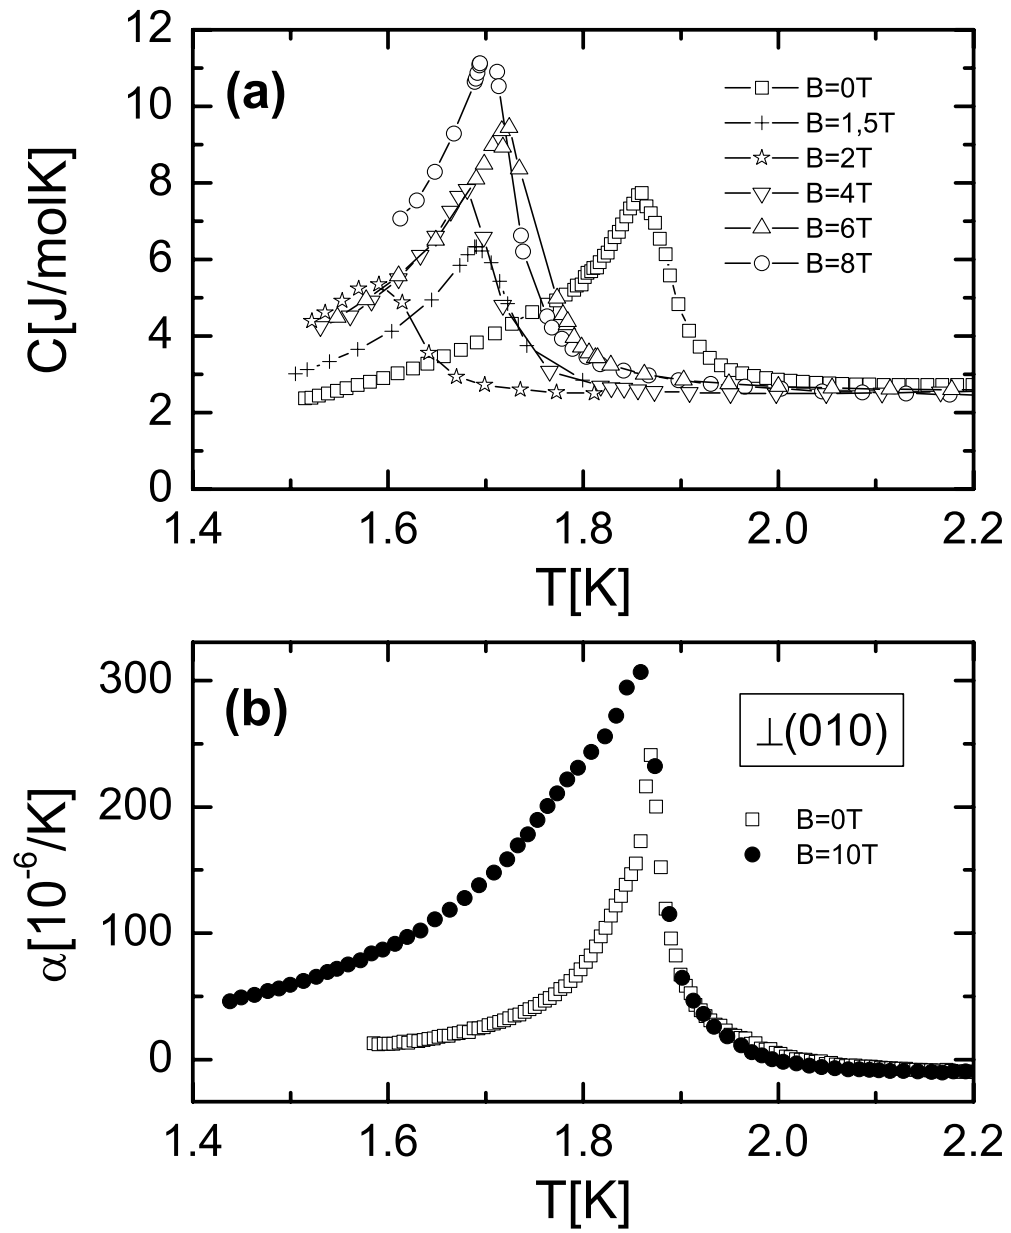 12
10
8
6
4
2
0
C[J/molK]
(a)
B=0T
B=1,5T
B=2T
B=4T
B=6T
B=8T
1.4 1.6 1.8 2.0 2.2
T[K]
300
200
100
0
α[10⁻⁶/K]
(b)
⊥(010)
B=0T
B=10T
1.4 1.6 1.8 2.0 2.2
T[K]